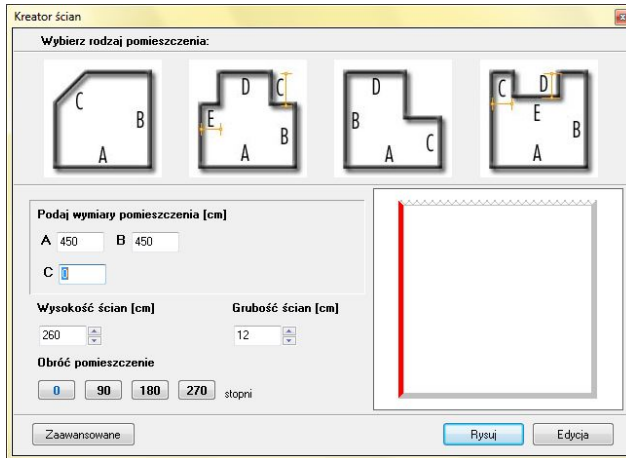 Kreator ścian
Wybierz rodzaj pomieszczenia:
C B A
D C E B A
D B C A
C D E B A
Podaj wymiary pomieszczenia [cm]
A 450 B 450
C 0
Wysokość ścian [cm] Grubość ścian [cm]
260 12
Obróć pomieszczenie
0 90 180 270 stopni
Zaawansowane Rysuj Edycja